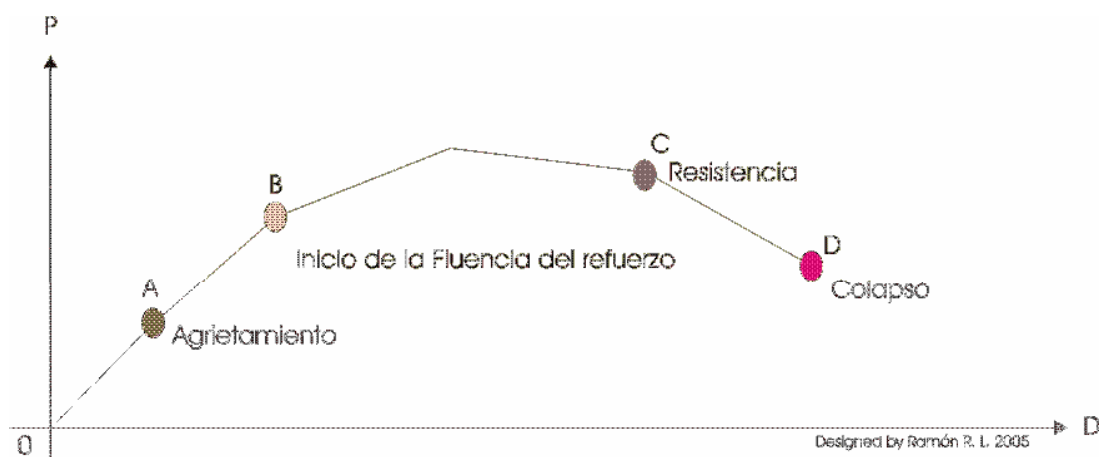 P
C
Resistencia
B
D
Inicio de la Fluencia del refuerzo
Colapso
A
Agrietamiento
0
D
Designed by Ramón R. L. 2005